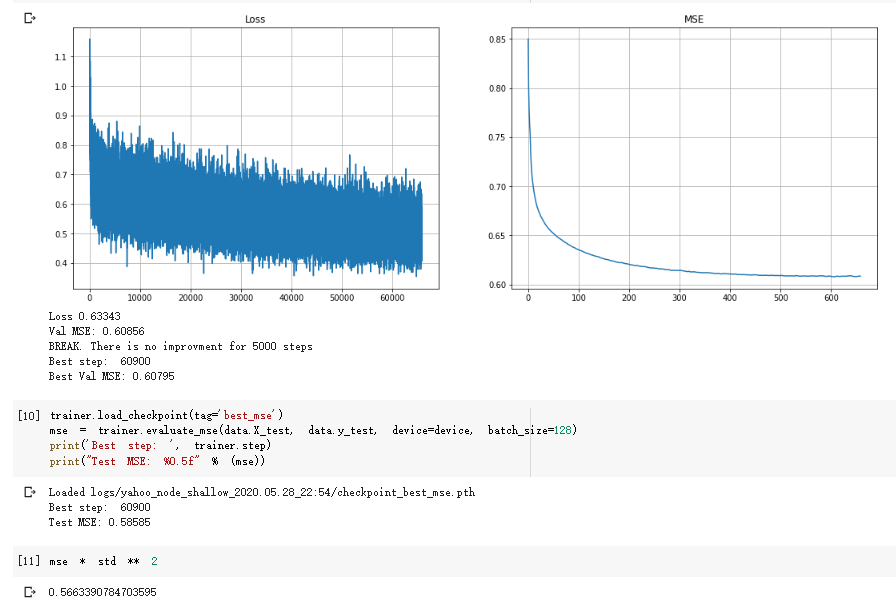 Loss
MSE
1.1
1.0
0.9
0.8
0.7
0.6
0.5
0.4
0 10000 20000 30000 40000 50000 60000
0.85
0.80
0.75
0.70
0.65
0.60
0 100 200 300 400 500 600
Loss 0.63343
Val MSE: 0.60856
BREAK. There is no improvment for 5000 steps
Best step: 60900
Best Val MSE: 0.60795
[10] trainer.load_checkpoint(tag='best_mse')
mse = trainer.evaluate_mse(data.X_test, data.y_test, device=device, batch_size=128)
print('Best step: ', trainer.step)
print("Test MSE: %0.5f" % (mse))
Loaded logs/yahoo_node_shallow_2020.05.28_22:54/checkpoint_best_mse.pth
Best step: 60900
Test MSE: 0.58585
[11] mse * std ** 2
0.5663390784703595